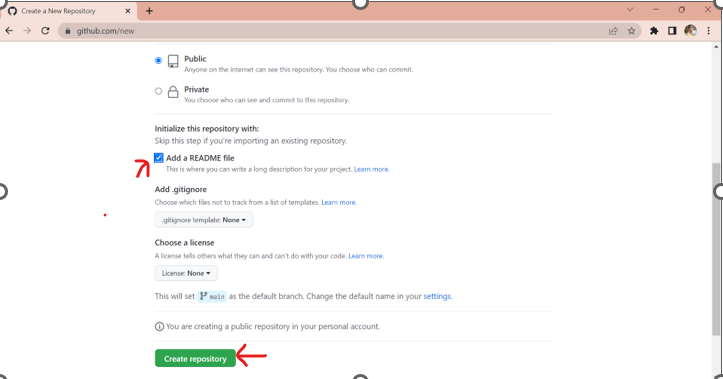 Create a New Repository
github.com/new
Public
Anyone on the internet can see this repository. You choose who can commit.
Private
You choose who can see and commit to this repository.
Initialize this repository with:
Skip this step if you're importing an existing repository.
Add a README file
This is where you can write a long description for your project. Learn more.
Add .gitignore
Choose which files not to track from a list of templates. Learn more.
.gitignore template: None
Choose a license
A license tells others what they can and can't do with your code. Learn more.
License: None
This will set main as the default branch. Change the default name in your settings.
You are creating a public repository in your personal account.
Create repository